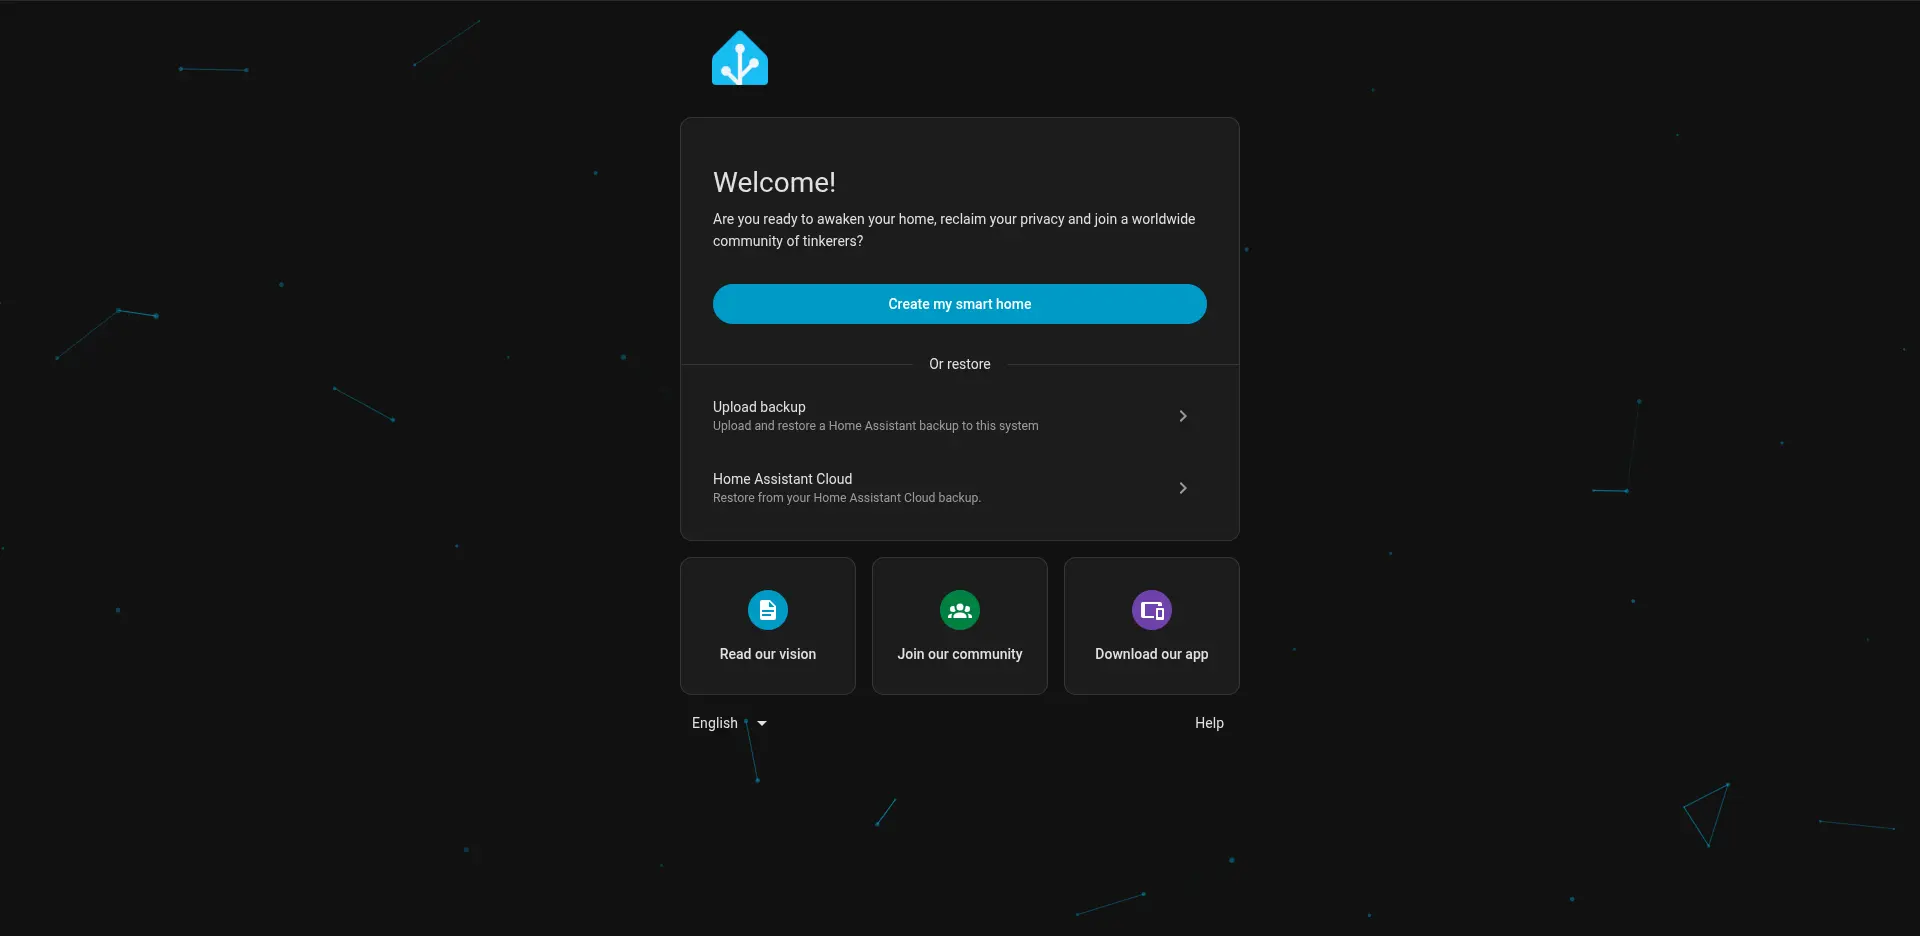 Welcome!
Are you ready to awaken your home, reclaim your privacy and join a worldwide
community of tinkerers?
Create my smart home
Or restore
Upload backup
Upload and restore a Home Assistant backup to this system
Home Assistant Cloud
Restore from your Home Assistant Cloud backup.
Read our vision
Join our community
Download our app
English
Help